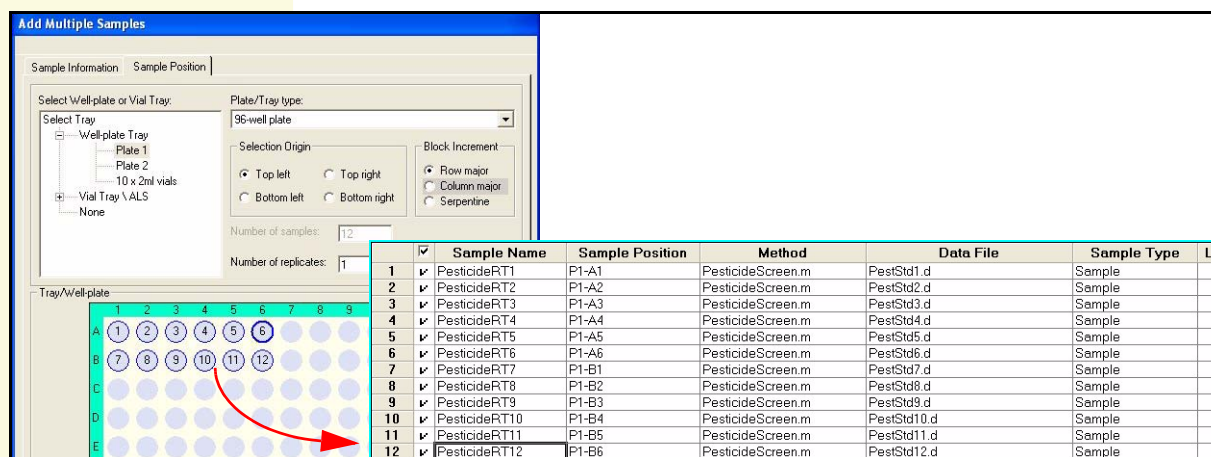 Add Multiple Samples
Sample Information Sample Position
Select Well-plate or Vial Tray: Plate/Tray type:
Select Tray 96-well plate
Well-plate Tray
Plate 1
Plate 2
10 x 2ml vials
Vial Tray \ ALS
None
Selection Origin
Top left Top right
Bottom left Bottom right
Block Increment
Row major
Column major
Serpentine
Number of samples: 12
Number of replicates: 1
Tray/Well-plate
1 2 3 4 5 6 7 8 9
A 1 2 3 4 5 6
B 7 8 9 10 11 12
C
D
E
Sample Name Sample Position Method Data File Sample Type L
1 PesticideRT1 P1-A1 PesticideScreen.m PestStd1.d Sample
2 PesticideRT2 P1-A2 PesticideScreen.m PestStd2.d Sample
3 PesticideRT3 P1-A3 PesticideScreen.m PestStd3.d Sample
4 PesticideRT4 P1-A4 PesticideScreen.m PestStd4.d Sample
5 PesticideRT5 P1-A5 PesticideScreen.m PestStd5.d Sample
6 PesticideRT6 P1-A6 PesticideScreen.m PestStd6.d Sample
7 PesticideRT7 P1-B1 PesticideScreen.m PestStd7.d Sample
8 PesticideRT8 P1-B2 PesticideScreen.m PestStd8.d Sample
9 PesticideRT9 P1-B3 PesticideScreen.m PestStd9.d Sample
10 PesticideRT10 P1-B4 PesticideScreen.m PestStd10.d Sample
11 PesticideRT11 P1-B5 PesticideScreen.m PestStd11.d Sample
12 PesticideRT12 P1-B6 PesticideScreen.m PestStd12.d Sample